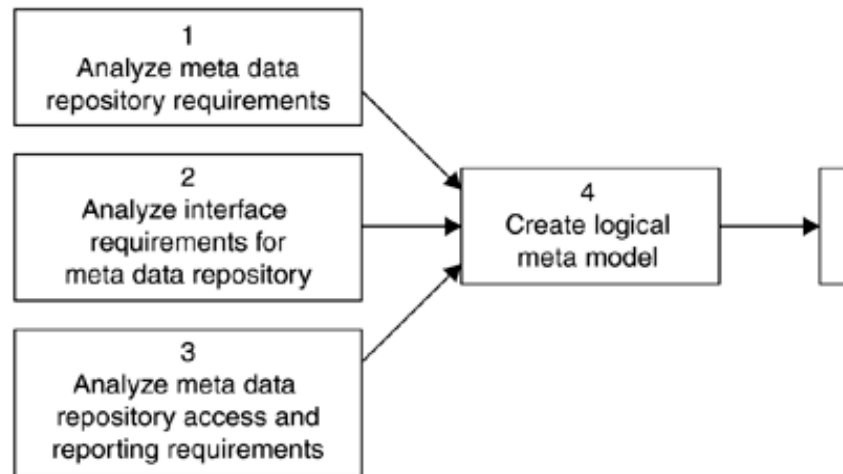 1
Analyze meta data
repository requirements
2
Analyze interface
requirements for
meta data repository
3
Analyze meta data
repository access and
reporting requirements
4
Create logical
meta model